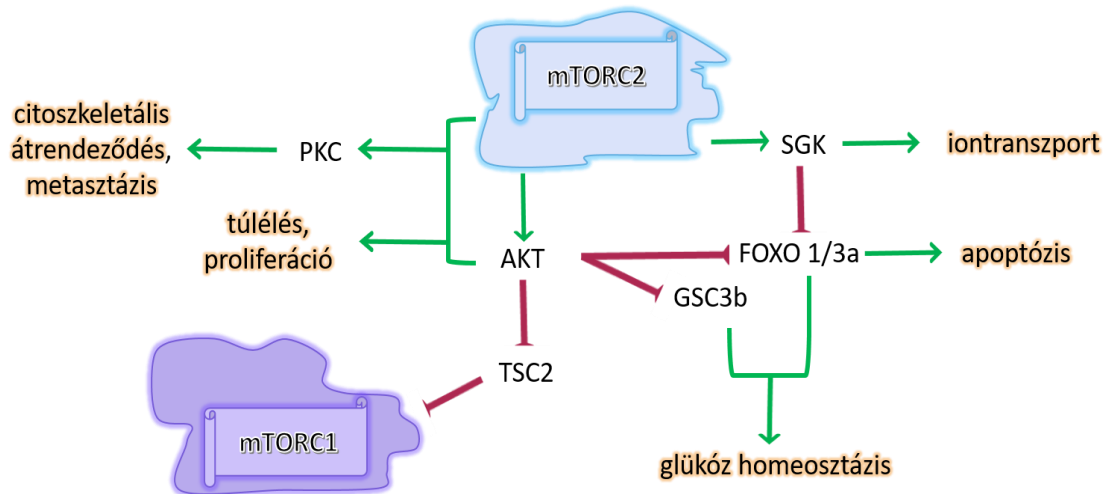 mTORC2
citoszkeletális
átrendeződés,
metasztázis
PKC
SGK
iontranszport
túlélés,
proliferáció
AKT
FOXO 1/3a
apoptózis
GSC3b
TSC2
mTORC1
glükóz homeosztázis